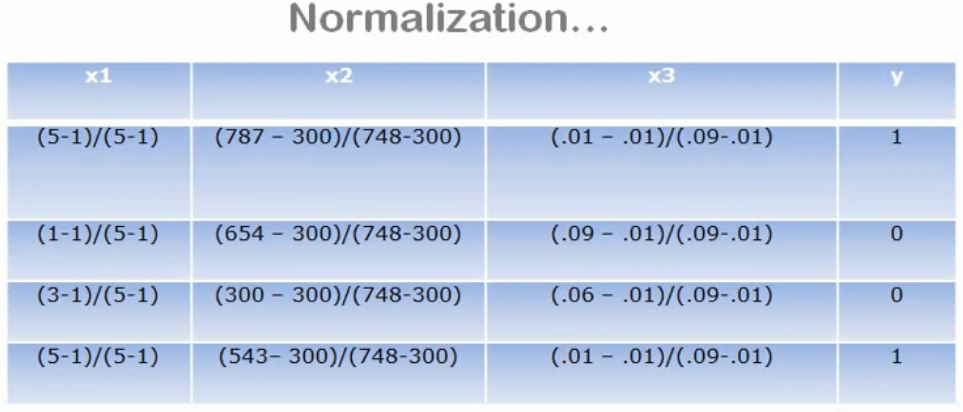 Normalization...
x1 x2 x3 y
(5-1)/(5-1) (787 – 300)/(748-300) (.01 – .01)/(.09-.01) 1
(1-1)/(5-1) (654 – 300)/(748-300) (.09 – .01)/(.09-.01) 0
(3-1)/(5-1) (300 – 300)/(748-300) (.06 – .01)/(.09-.01) 0
(5-1)/(5-1) (543– 300)/(748-300) (.01 – .01)/(.09-.01) 1